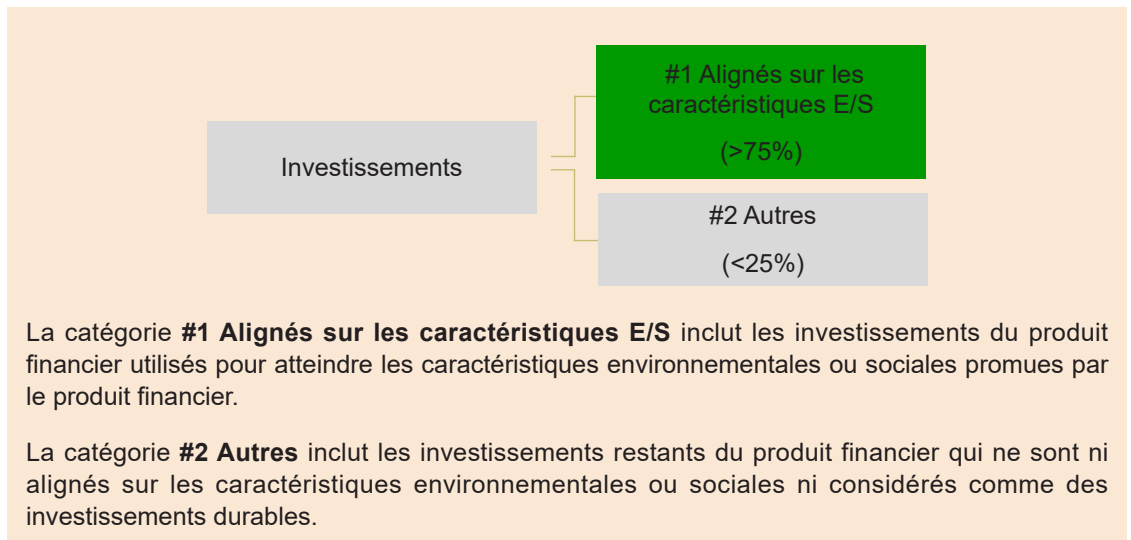 #1 Alignés sur les
caractéristiques E/S
(>75%)
Investissements
#2 Autres
(<25%)
La catégorie #1 Alignés sur les caractéristiques E/S inclut les investissements du produit
financier utilisés pour atteindre les caractéristiques environnementales ou sociales promues par
le produit financier.
La catégorie #2 Autres inclut les investissements restants du produit financier qui ne sont ni
alignés sur les caractéristiques environnementales ou sociales ni considérés comme des
investissements durables.